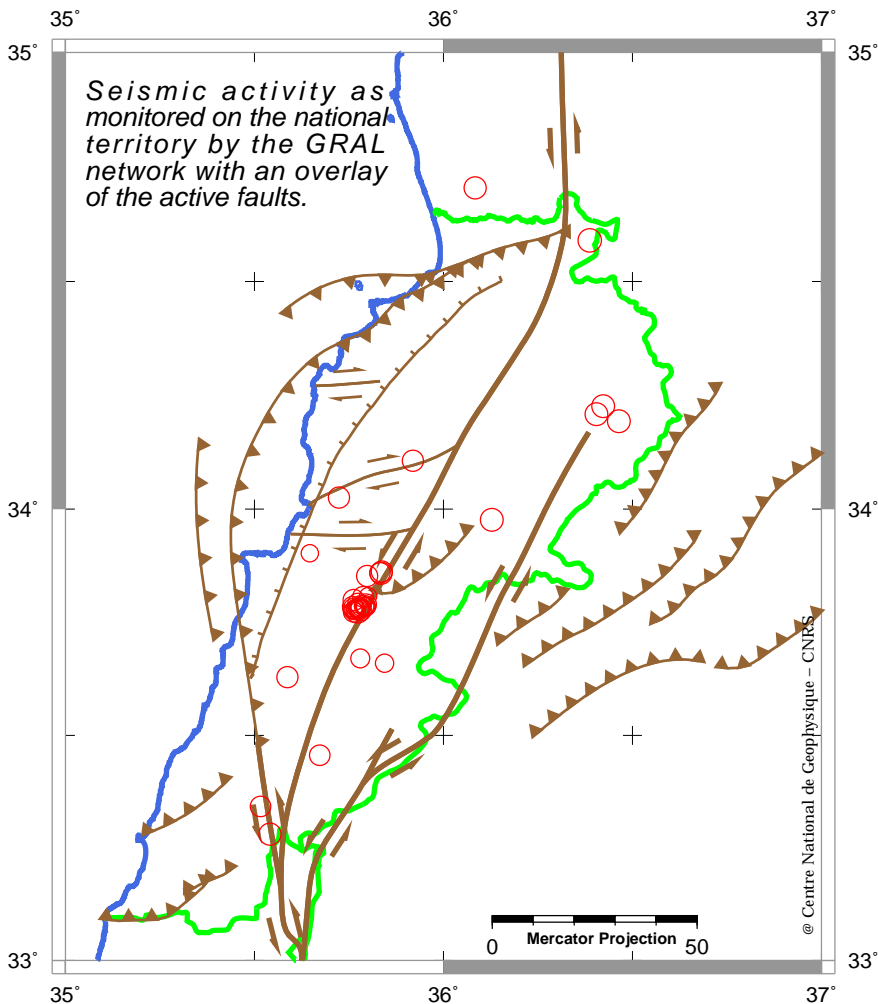 35° 36° 37°
35° 35°
Seismic activity as
monitored on the national
territory by the GRAL
network with an overlay
of the active faults.
34° 34°
@ Centre National de Geophysique – CNRS
0 Mercator Projection 50
33° 33°
35° 36° 37°